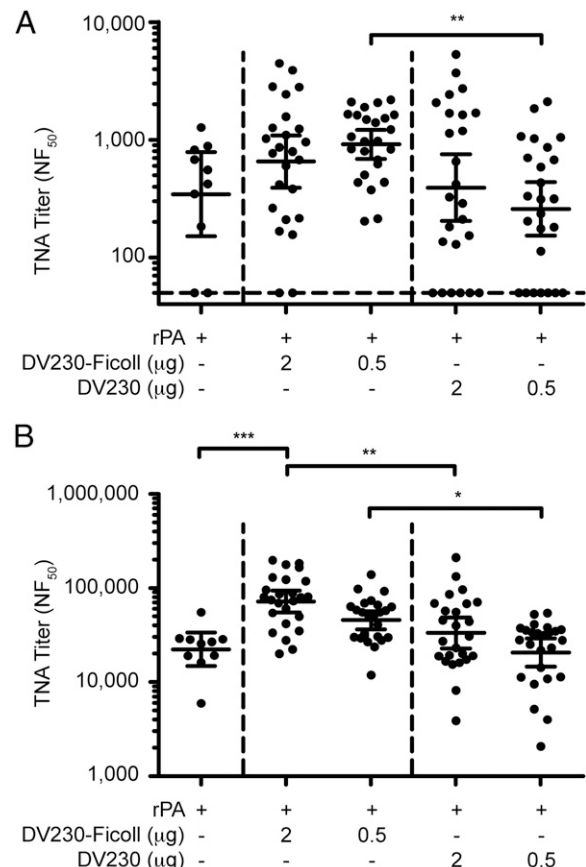 A
**
10,000
1,000
100
TNA Titer (NF50)
rPA + + + + +
DV230-Ficoll (µg) - 2 0.5 - -
DV230 (µg) - - - 2 0.5
B
***
**
*
1,000,000
100,000
10,000
1,000
TNA Titer (NF50)
rPA + + + + +
DV230-Ficoll (µg) - 2 0.5 - -
DV230 (µg) - - - 2 0.5